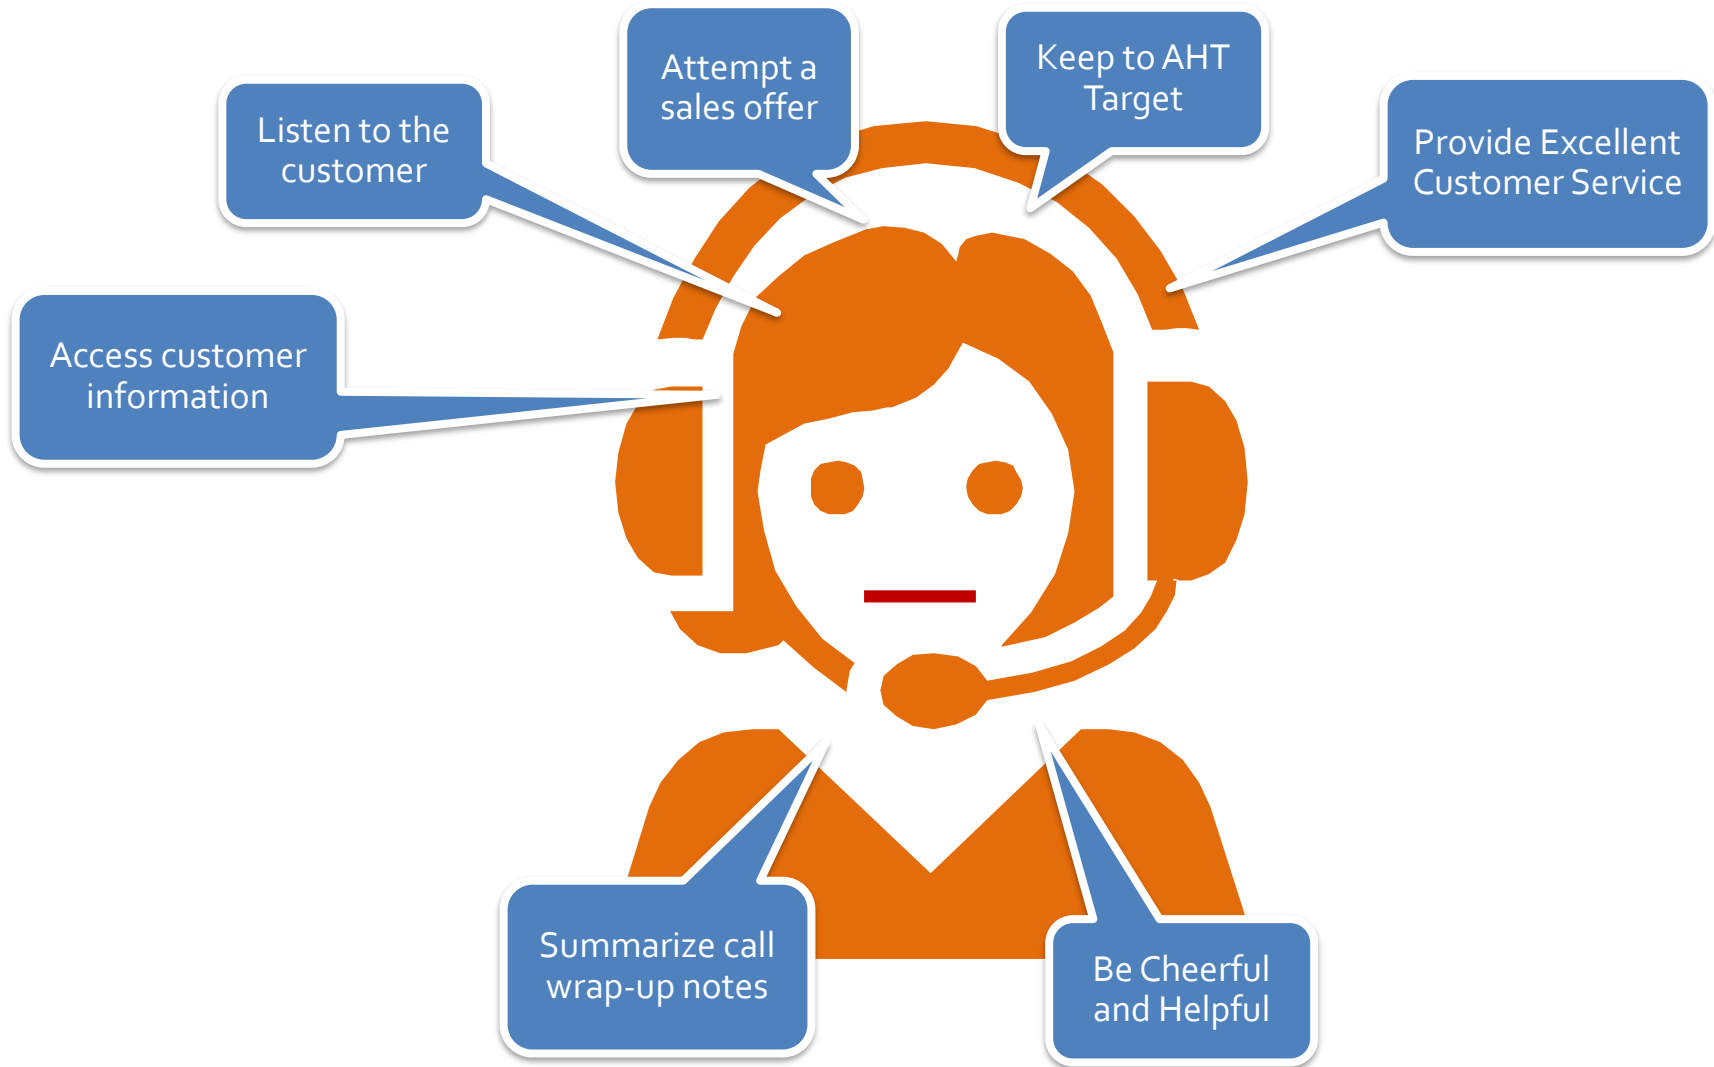 Attempt a
sales offer
Keep to AHT
Target
Listen to the
customer
Provide Excellent
Customer Service
Access customer
information
Summarize call
wrap-up notes
Be Cheerful
and Helpful